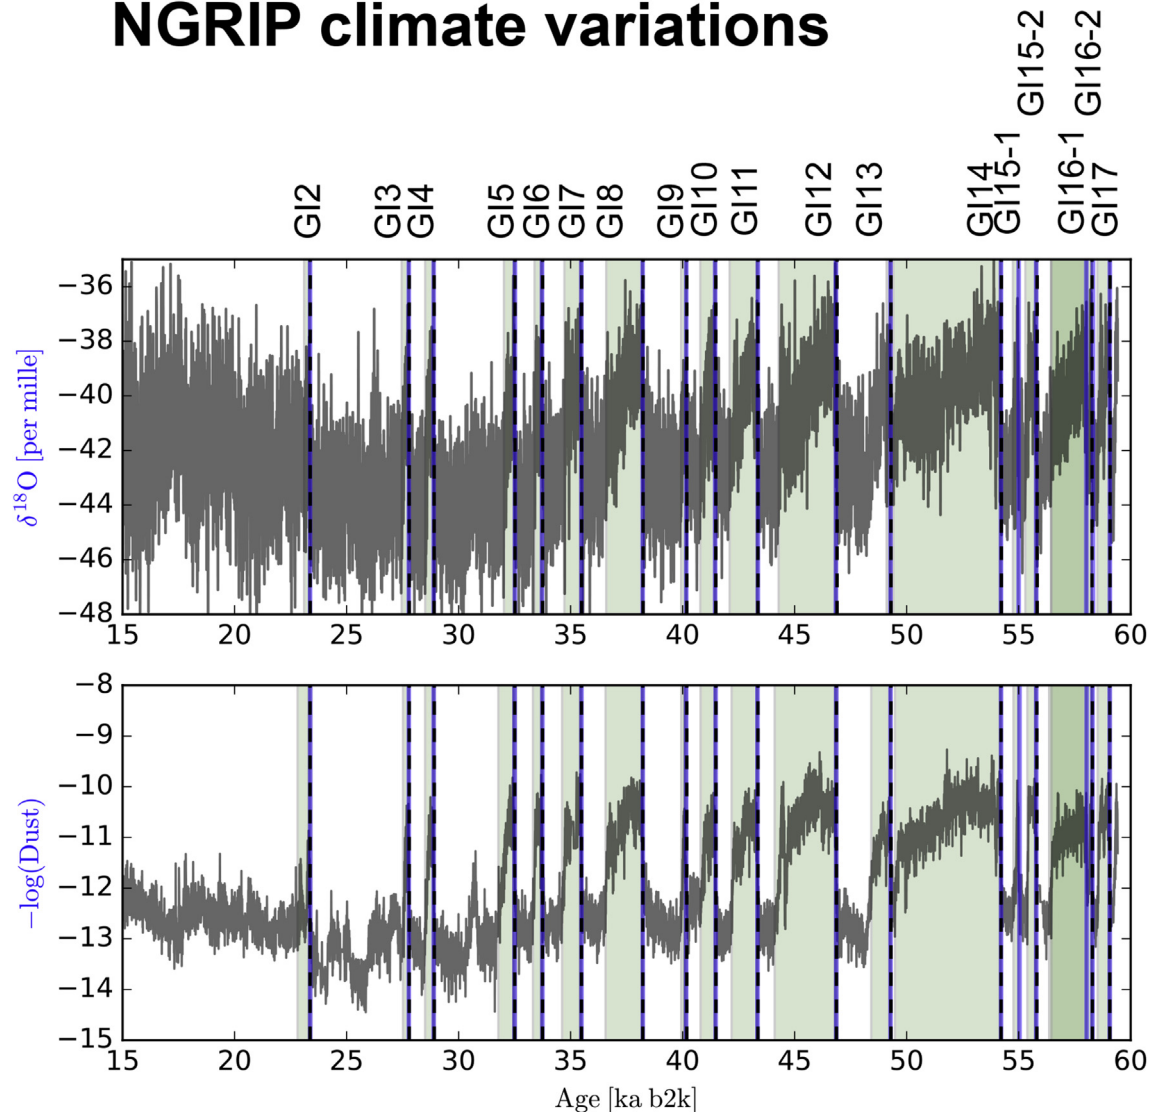 NGRIP climate variations
GI15-2
GI16-2
GI2
GI3
GI4
GI5
GI6
GI7
GI8
GI9
GI10
GI11
GI12
GI13
GI14
GI15-1
GI16-1
GI17
−36
−38
−40
−42
−44
−46
−48
δ¹⁸O [per mille]
15 20 25 30 35 40 45 50 55 60
−8
−9
−10
−11
−12
−13
−14
−15
−log(Dust)
15 20 25 30 35 40 45 50 55 60
Age [ka b2k]